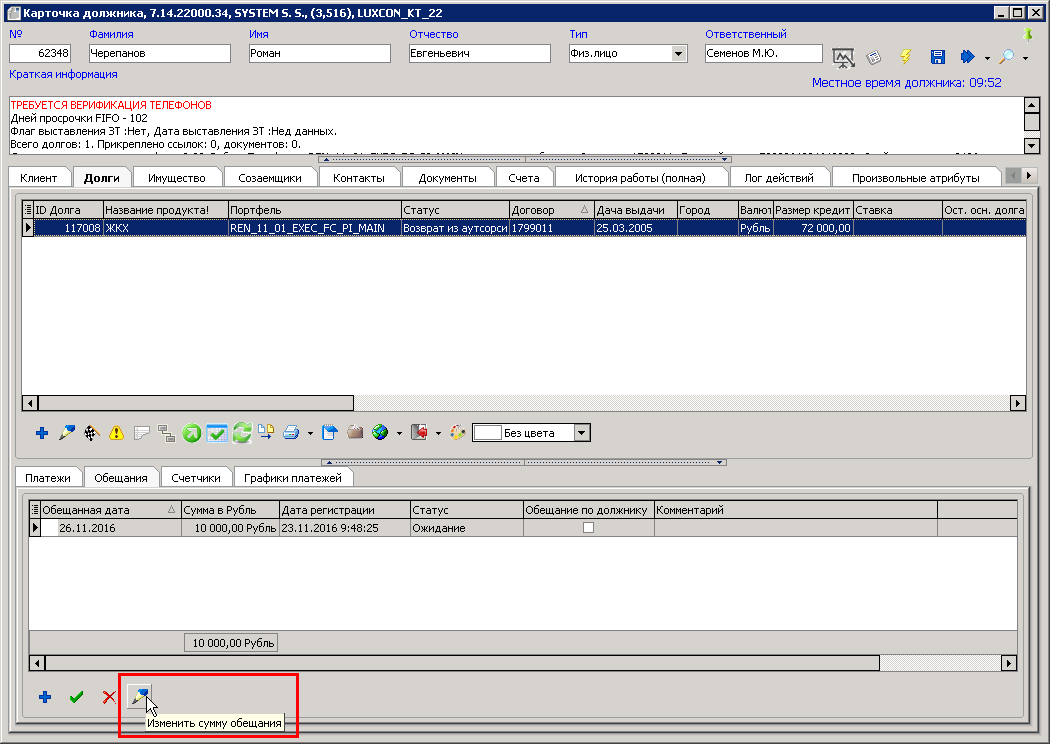 Карточка должника, 7.14.22000.34, SYSTEM S. S., (3,516), LUXCON_KT_22
№ Фамилия Имя Отчество Тип Ответственный
62348 Черепанов Роман Евгеньевич Физ.лицо Семенов М.Ю.
Краткая информация
Местное время должника: 09:52
ТРЕБУЕТСЯ ВЕРИФИКАЦИЯ ТЕЛЕФОНОВ
Дней просрочки FIFO - 102
Флаг выставления ЗТ :Нет, Дата выставления ЗТ :Нед данных.
Всего долгов: 1. Прикреплено ссылок: 0, документов: 0.
Клиент Долги Имущество Созаемщики Контакты Документы Счета История работы (полная) Лог действий Произвольные атрибуты
ID Долга Название продукта! Портфель Статус Договор Дача выдачи Город Валют Размер кредит Ставка Ост. осн. долга
117008 ЖКХ REN_11_01_EXEC_FC_PI_MAIN Возврат из аутсорси 1799011 25.03.2005 Рубль 72 000,00
Без цвета
Платежи Обещания Счетчики Графики платежей
Обещанная дата Сумма в Рубль Дата регистрации Статус Обещание по должнику Комментарий
26.11.2016 10 000,00 Рубль 23.11.2016 9:48:25 Ожидание
10 000,00 Рубль
Изменить сумму обещания